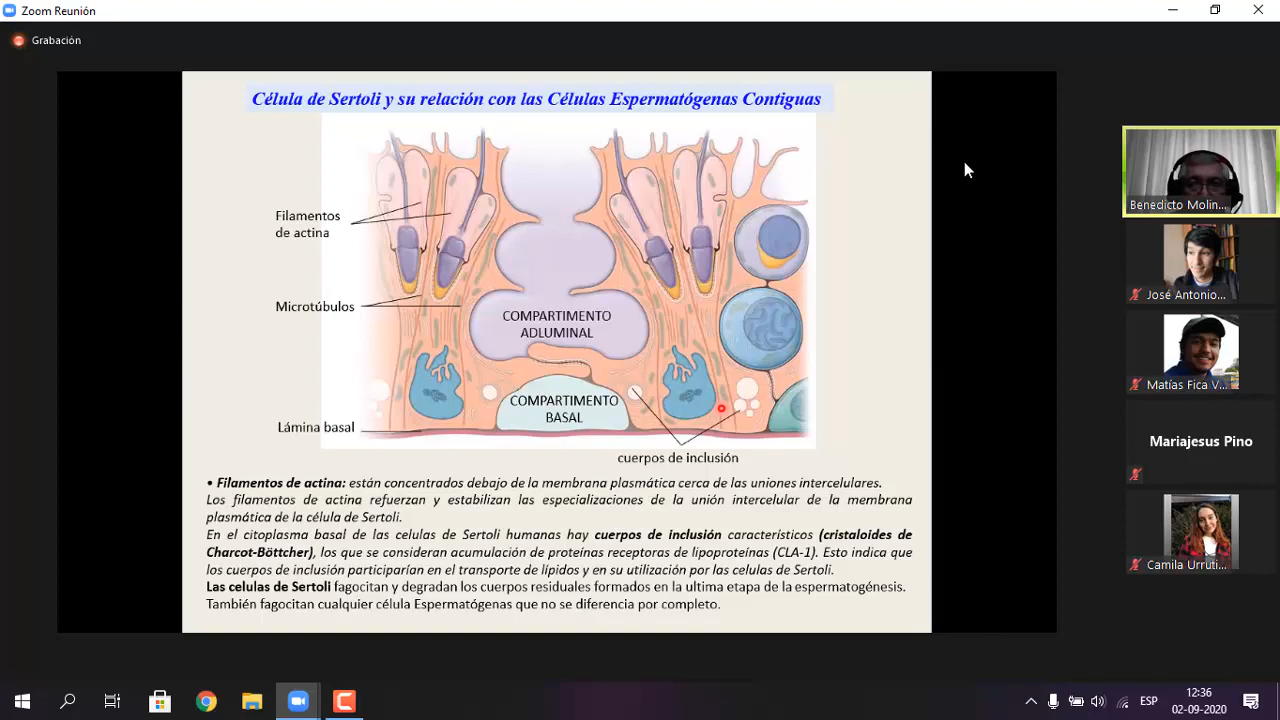 Zoom Reunión
Grabación
Célula de Sertoli y su relación con las Células Espermatógenas Contiguas
Filamentos
de actina
Microtúbulos
COMPARTIMENTO
ADLUMINAL
COMPARTIMENTO
BASAL
Lámina basal
cuerpos de inclusión
• Filamentos de actina: están concentrados debajo de la membrana plasmática cerca de las uniones intercelulares.
Los filamentos de actina refuerzan y estabilizan las especializaciones de la unión intercelular de la membrana
plasmática de la célula de Sertoli.
En el citoplasma basal de las celulas de Sertoli humanas hay cuerpos de inclusión característicos (cristaloides de
Charcot-Böttcher), los que se consideran acumulación de proteínas receptoras de lipoproteínas (CLA-1). Esto indica que
los cuerpos de inclusión participarían en el transporte de lípidos y en su utilización por las células de Sertoli.
Las celulas de Sertoli fagocitan y degradan los cuerpos residuales formados en la ultima etapa de la espermatogénesis.
También fagocitan cualquier célula Espermatógenas que no se diferencia por completo.
Benedicto Molin...
José Antonio...
Matías Fica V...
Mariajesus Pino
Camila Urruti...
ESP
12:36
02-09-2020